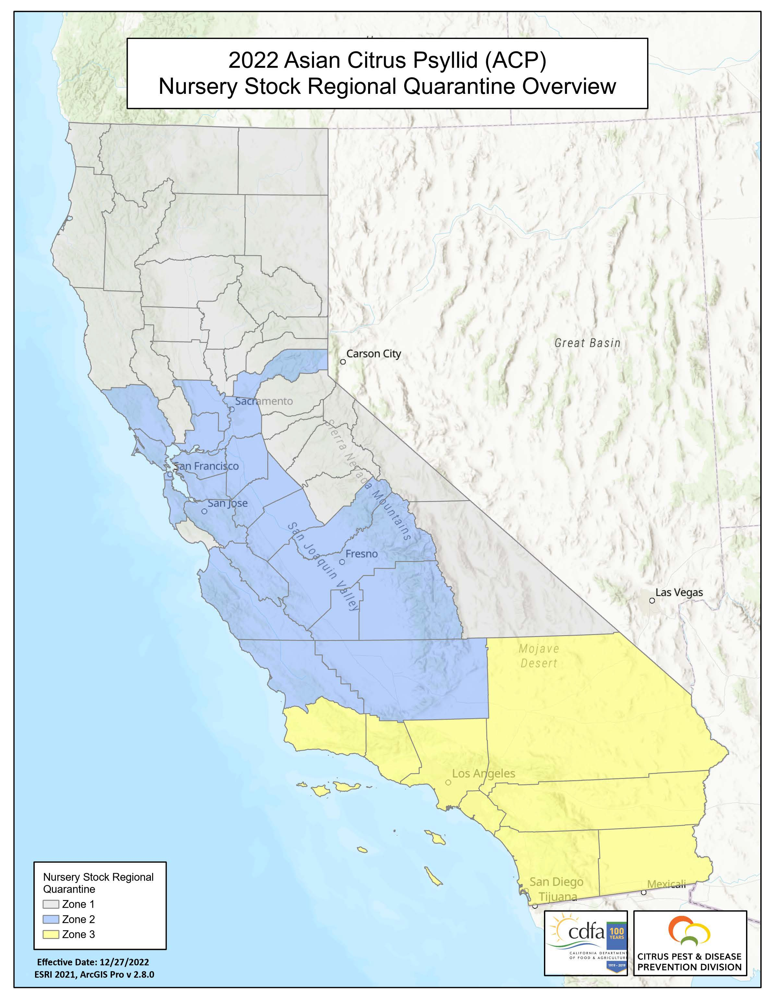 2022 Asian Citrus Psyllid (ACP)
Nursery Stock Regional Quarantine Overview
Carson City
Great Basin
Sacramento
Sierra Nevada Mountains
San Francisco
San Jose
San Joaquin Valley
Fresno
Las Vegas
Mojave
Desert
Los Angeles
San Diego
Tijuana
Mexicali
Nursery Stock Regional
Quarantine
Zone 1
Zone 2
Zone 3
Effective Date: 12/27/2022
ESRI 2021, ArcGIS Pro v 2.8.0
cdfa
100
YEARS
CALIFORNIA DEPARTMENT
OF FOOD & AGRICULTURE
1919 - 2019
CITRUS PEST & DISEASE
PREVENTION DIVISION